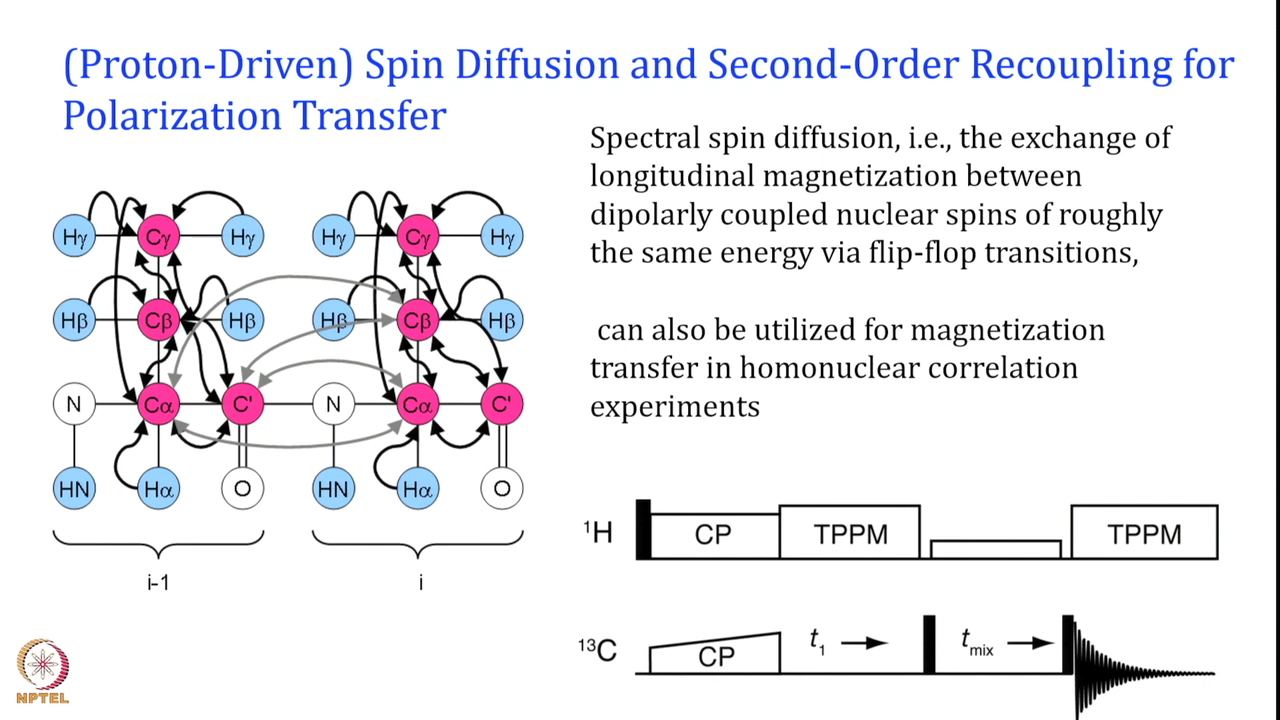 (Proton-Driven) Spin Diffusion and Second-Order Recoupling for
Polarization Transfer
Spectral spin diffusion, i.e., the exchange of
longitudinal magnetization between
dipolarly coupled nuclear spins of roughly
the same energy via flip-flop transitions,
can also be utilized for magnetization
transfer in homonuclear correlation
experiments
Hγ Cγ Hγ Hγ Cγ Hγ
Hβ Cβ Hβ Hβ Cβ Hβ
N Cα C' N Cα C'
HN Hα O HN Hα O
i-1 i
¹H CP TPPM TPPM
¹³C CP t₁ tmix
NPTEL